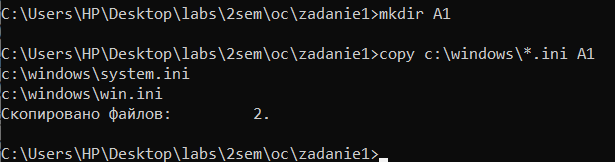 C:\Users\HP\Desktop\labs\2sem\oc\zadanie1>mkdir A1
C:\Users\HP\Desktop\labs\2sem\oc\zadanie1>copy c:\windows\*.ini A1
c:\windows\system.ini
c:\windows\win.ini
Скопировано файлов:         2.
C:\Users\HP\Desktop\labs\2sem\oc\zadanie1>